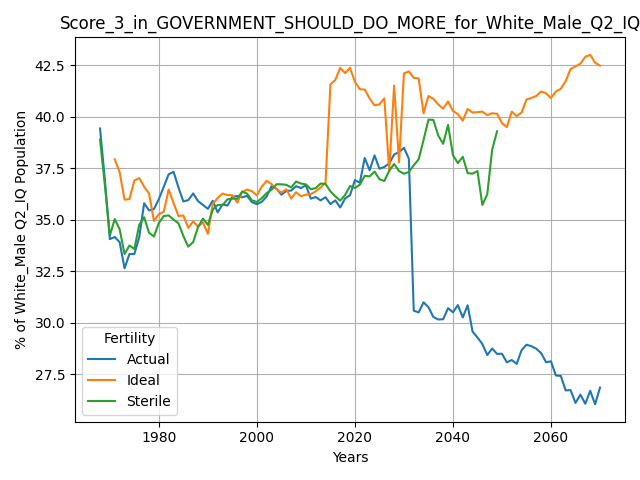 Score_3_in_GOVERNMENT_SHOULD_DO_MORE_for_White_Male_Q2_IQ
% of White_Male Q2_IQ Population
42.5
40.0
37.5
35.0
32.5
30.0
27.5
Fertility
Actual
Ideal
Sterile
1980 2000 2020 2040 2060
Years